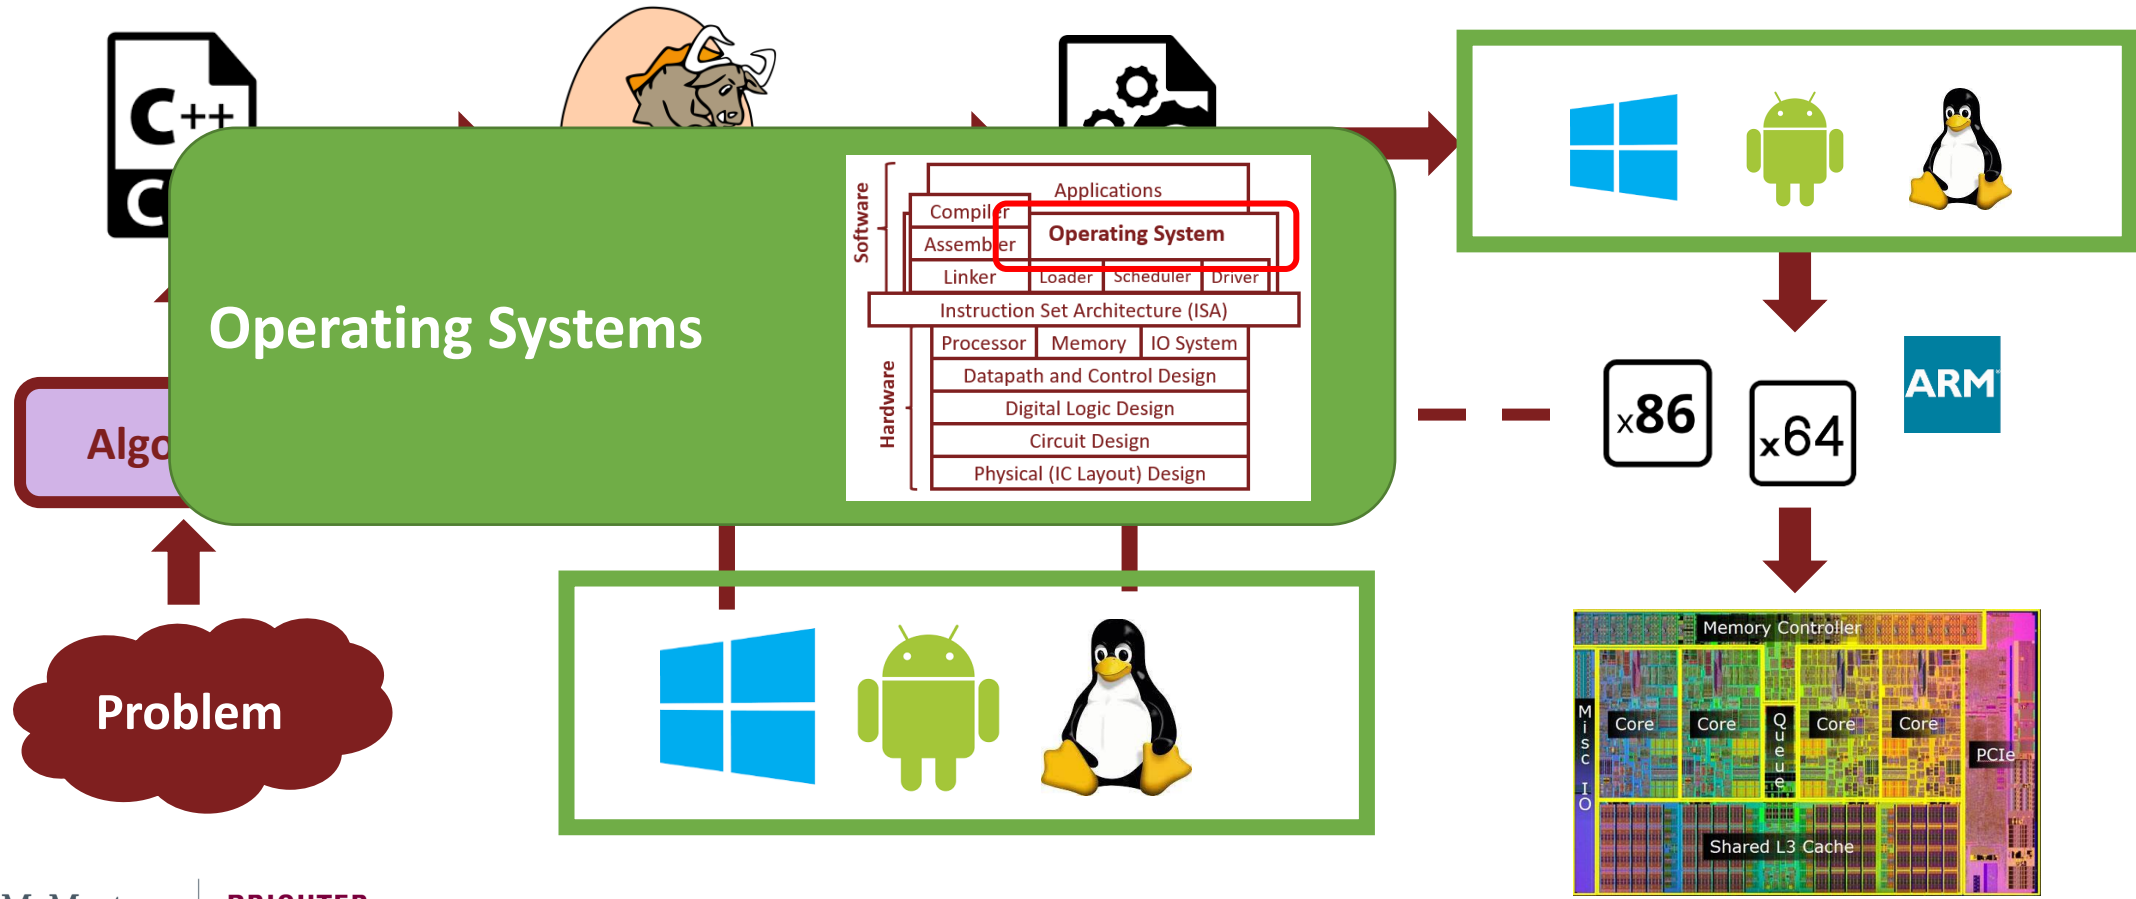 C++
C
Operating Systems
Software
Applications
Compiler
Operating System
Assembler
Linker
Loader
Scheduler
Driver
Instruction Set Architecture (ISA)
Hardware
Processor
Memory
IO System
Datapath and Control Design
Digital Logic Design
Circuit Design
Physical (IC Layout) Design
Algo
x86
x64
ARM
Problem
Memory Controller
Misc IO
Core
Core
Queue
Core
Core
PCIe
Shared L3 Cache
BRIGHTER